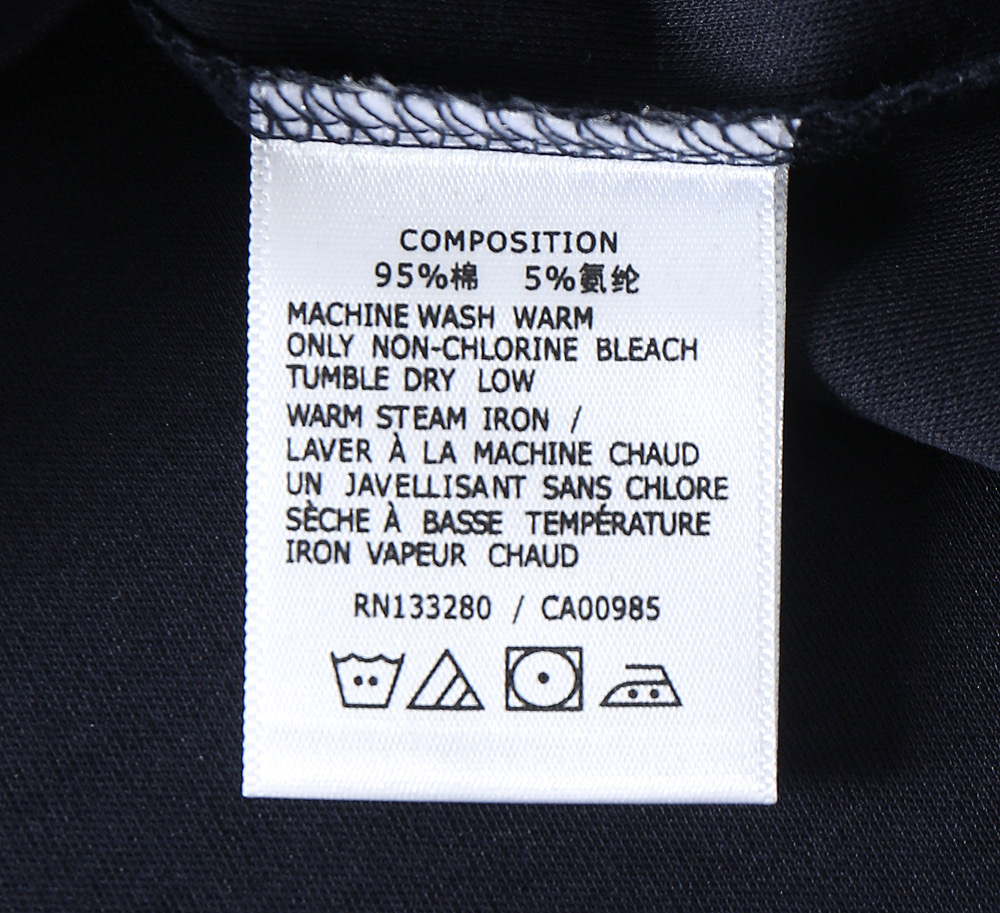 COMPOSITION
95%棉 5%氨纶
MACHINE WASH WARM
ONLY NON-CHLORINE BLEACH
TUMBLE DRY LOW
WARM STEAM IRON /
LAVER À LA MACHINE CHAUD
UN JAVELLISANT SANS CHLORE
SÈCHE À BASSE TEMPÉRATURE
IRON VAPEUR CHAUD
RN133280 / CA00985